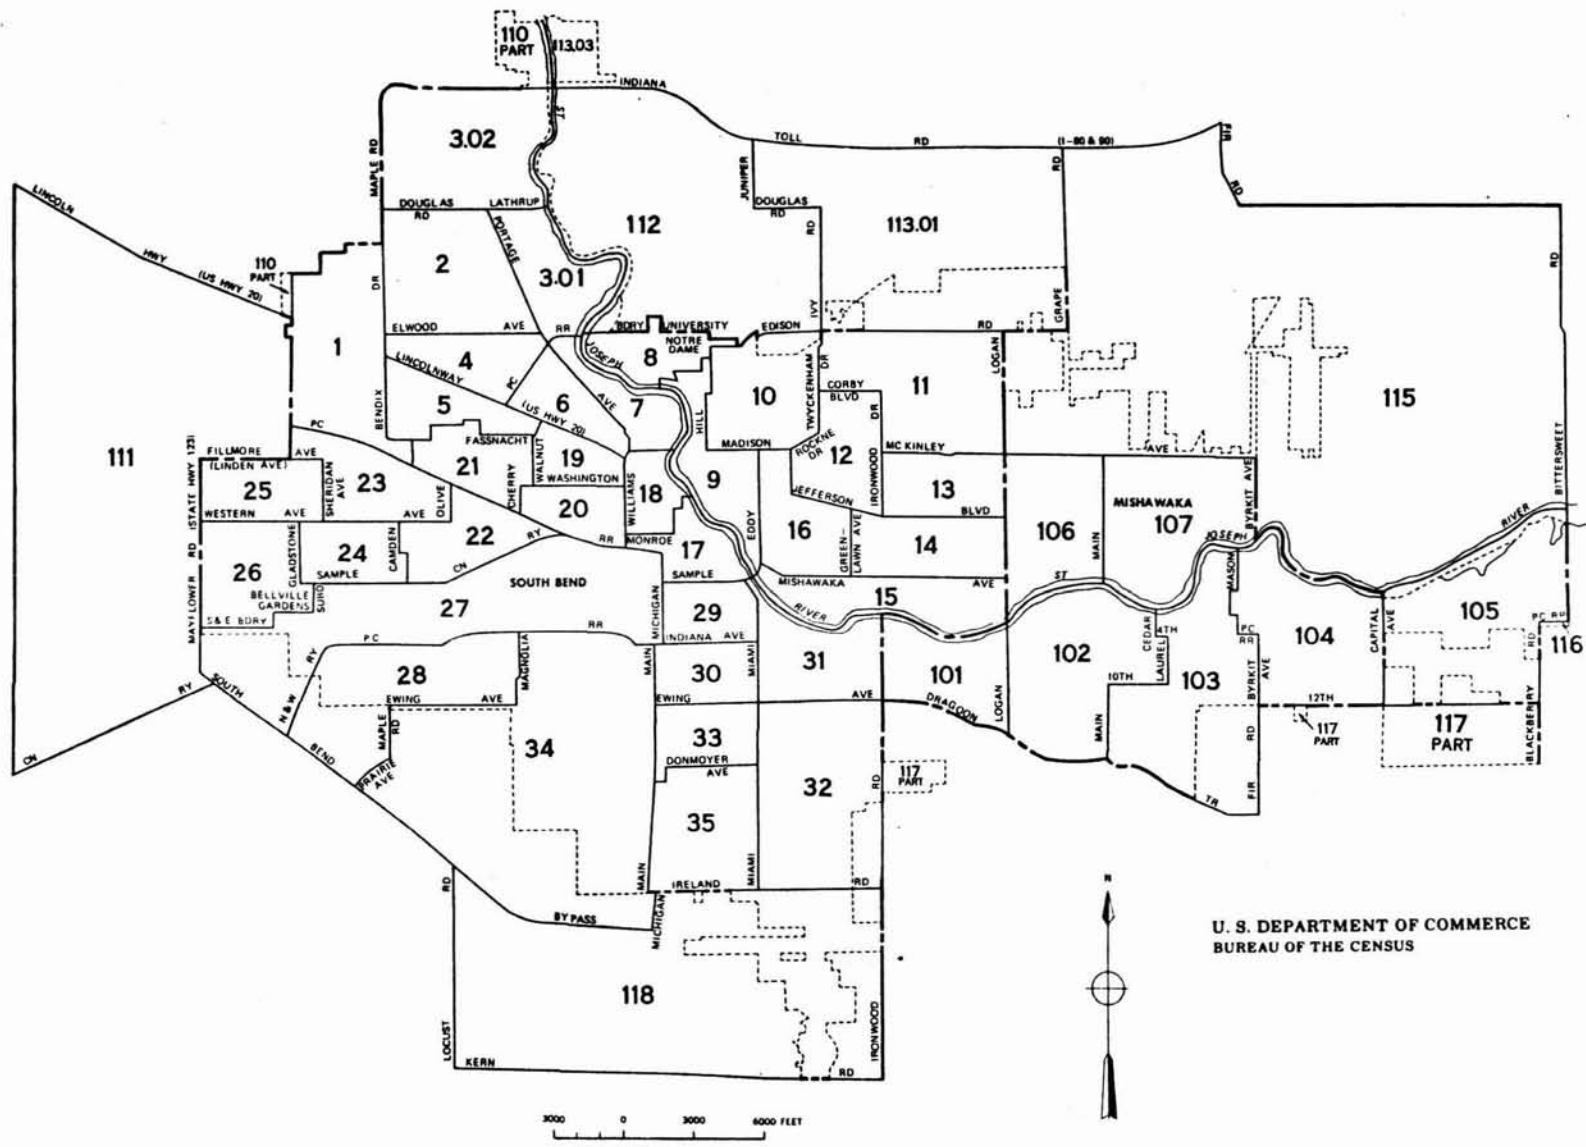 110
PART
113.03
INDIANA
ST
TOLL
RD
(I-80 & 90)
FIR
RD
3.02
MAPLE RD
JUNIPER
RD
LINCOLN
HWY
(US HWY 20)
DOUGLAS
RD
LATHRUP
PORTAGE
112
DOUGLAS
RD
RD
113.01
110
PART
2
3.01
DR
RD
GRAPE
IVY
1
ELWOOD
AVE
RR
BDRY
UNIVERSITY
NOTRE
DAME
EDISON
RD
LOGAN
4
LINCOLNWAY
PC
JOSEPH
8
DR
TWYCKENHAM
10
CORBY
BLVD
11
115
BENDIX
5
6
(US HWY 20)
AVE
7
HILL
DR
111
PC
FASSNACHT
MADISON
ROCKNE
DR
12
MC KINLEY
AVE
BITTERSWEET
STATE HWY 123
FILLMORE
AVE
(LINDEN AVE)
23
21
WALNUT
19
WASHINGTON
9
IRONWOOD
25
SHERIDAN
AVE
OLIVE
CHERRY
18
WILLIAMS
JEFFERSON
13
MISHAWAKA
BYRKIT AVE
WESTERN
AVE
AVE
20
BLVD
107
RIVER
GLADSTONE
24
CAMDEN
22
RY
RR
MONROE
17
EDDY
16
GREEN-
LAWN AVE
14
106
MAIN
JOSEPH
26
SAMPLE
CN
SOUTH BEND
SAMPLE
MISHAWAKA
AVE
ST
MASON
BELLVILLE
GARDENS
27
MICHIGAN
29
RIVER
15
105
S & E BDRY
MAYFLOWER RD
PC
RR
INDIANA AVE
CEDAR
4TH
LAUREL
PC
RR
104
CAPITAL
AVE
PC RR
RD
116
RY
28
MAGNOLIA
MAIN
30
MIAMI
31
101
102
103
BYRKIT
AVE
RY
SOUTH
N & W
EWING
AVE
EWING
AVE
DRAGOON
LOGAN
10TH
12TH
CN
BEND
MAPLE
RD
34
33
MAIN
117
PART
117
PART
BLACKBERRY
PRAIRIE
AVE
DONMOYER
AVE
32
RD
117
PART
RD
FIR
TR
35
MAIN
MIAMI
RD
IRELAND
RD
BY PASS
MICHIGAN
N
U. S. DEPARTMENT OF COMMERCE
BUREAU OF THE CENSUS
118
LOCUST
IRONWOOD
KERN
RD
3000
0
3000
6000 FEET